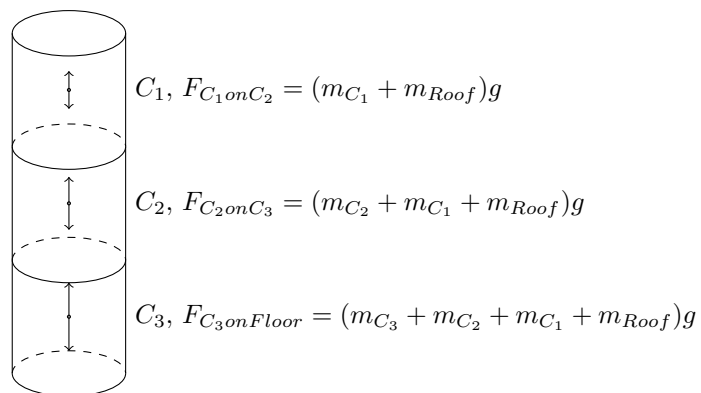 C₁, F_{C₁onC₂} = (m_{C₁} + m_{Roof})g
C₂, F_{C₂onC₃} = (m_{C₂} + m_{C₁} + m_{Roof})g
C₃, F_{C₃onFloor} = (m_{C₃} + m_{C₂} + m_{C₁} + m_{Roof})g